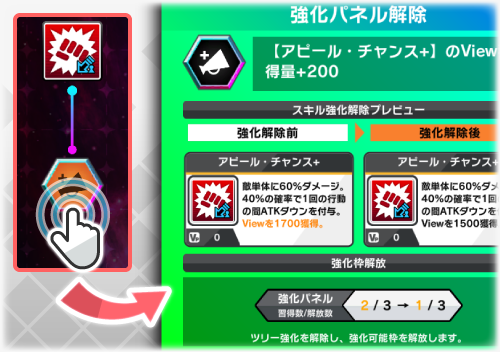 強化パネル解除
【アピール・チャンス+】のView
得量+200
スキル強化解除プレビュー
強化解除前
強化解除後
アピール・チャンス+
敵単体に60%ダメージ。
40%の確率で1回の行動
の間ATKダウンを付与。
Viewを1700獲得。
V. 0
アピール・チャンス+
敵単体に60%ダメ
40%の確率で1回
の間ATKダウンを
Viewを1500獲得
V. 0
強化枠解放
強化パネル
習得数/解放数
2 / 3 → 1 / 3
ツリー強化を解除し、強化可能枠を解放します。